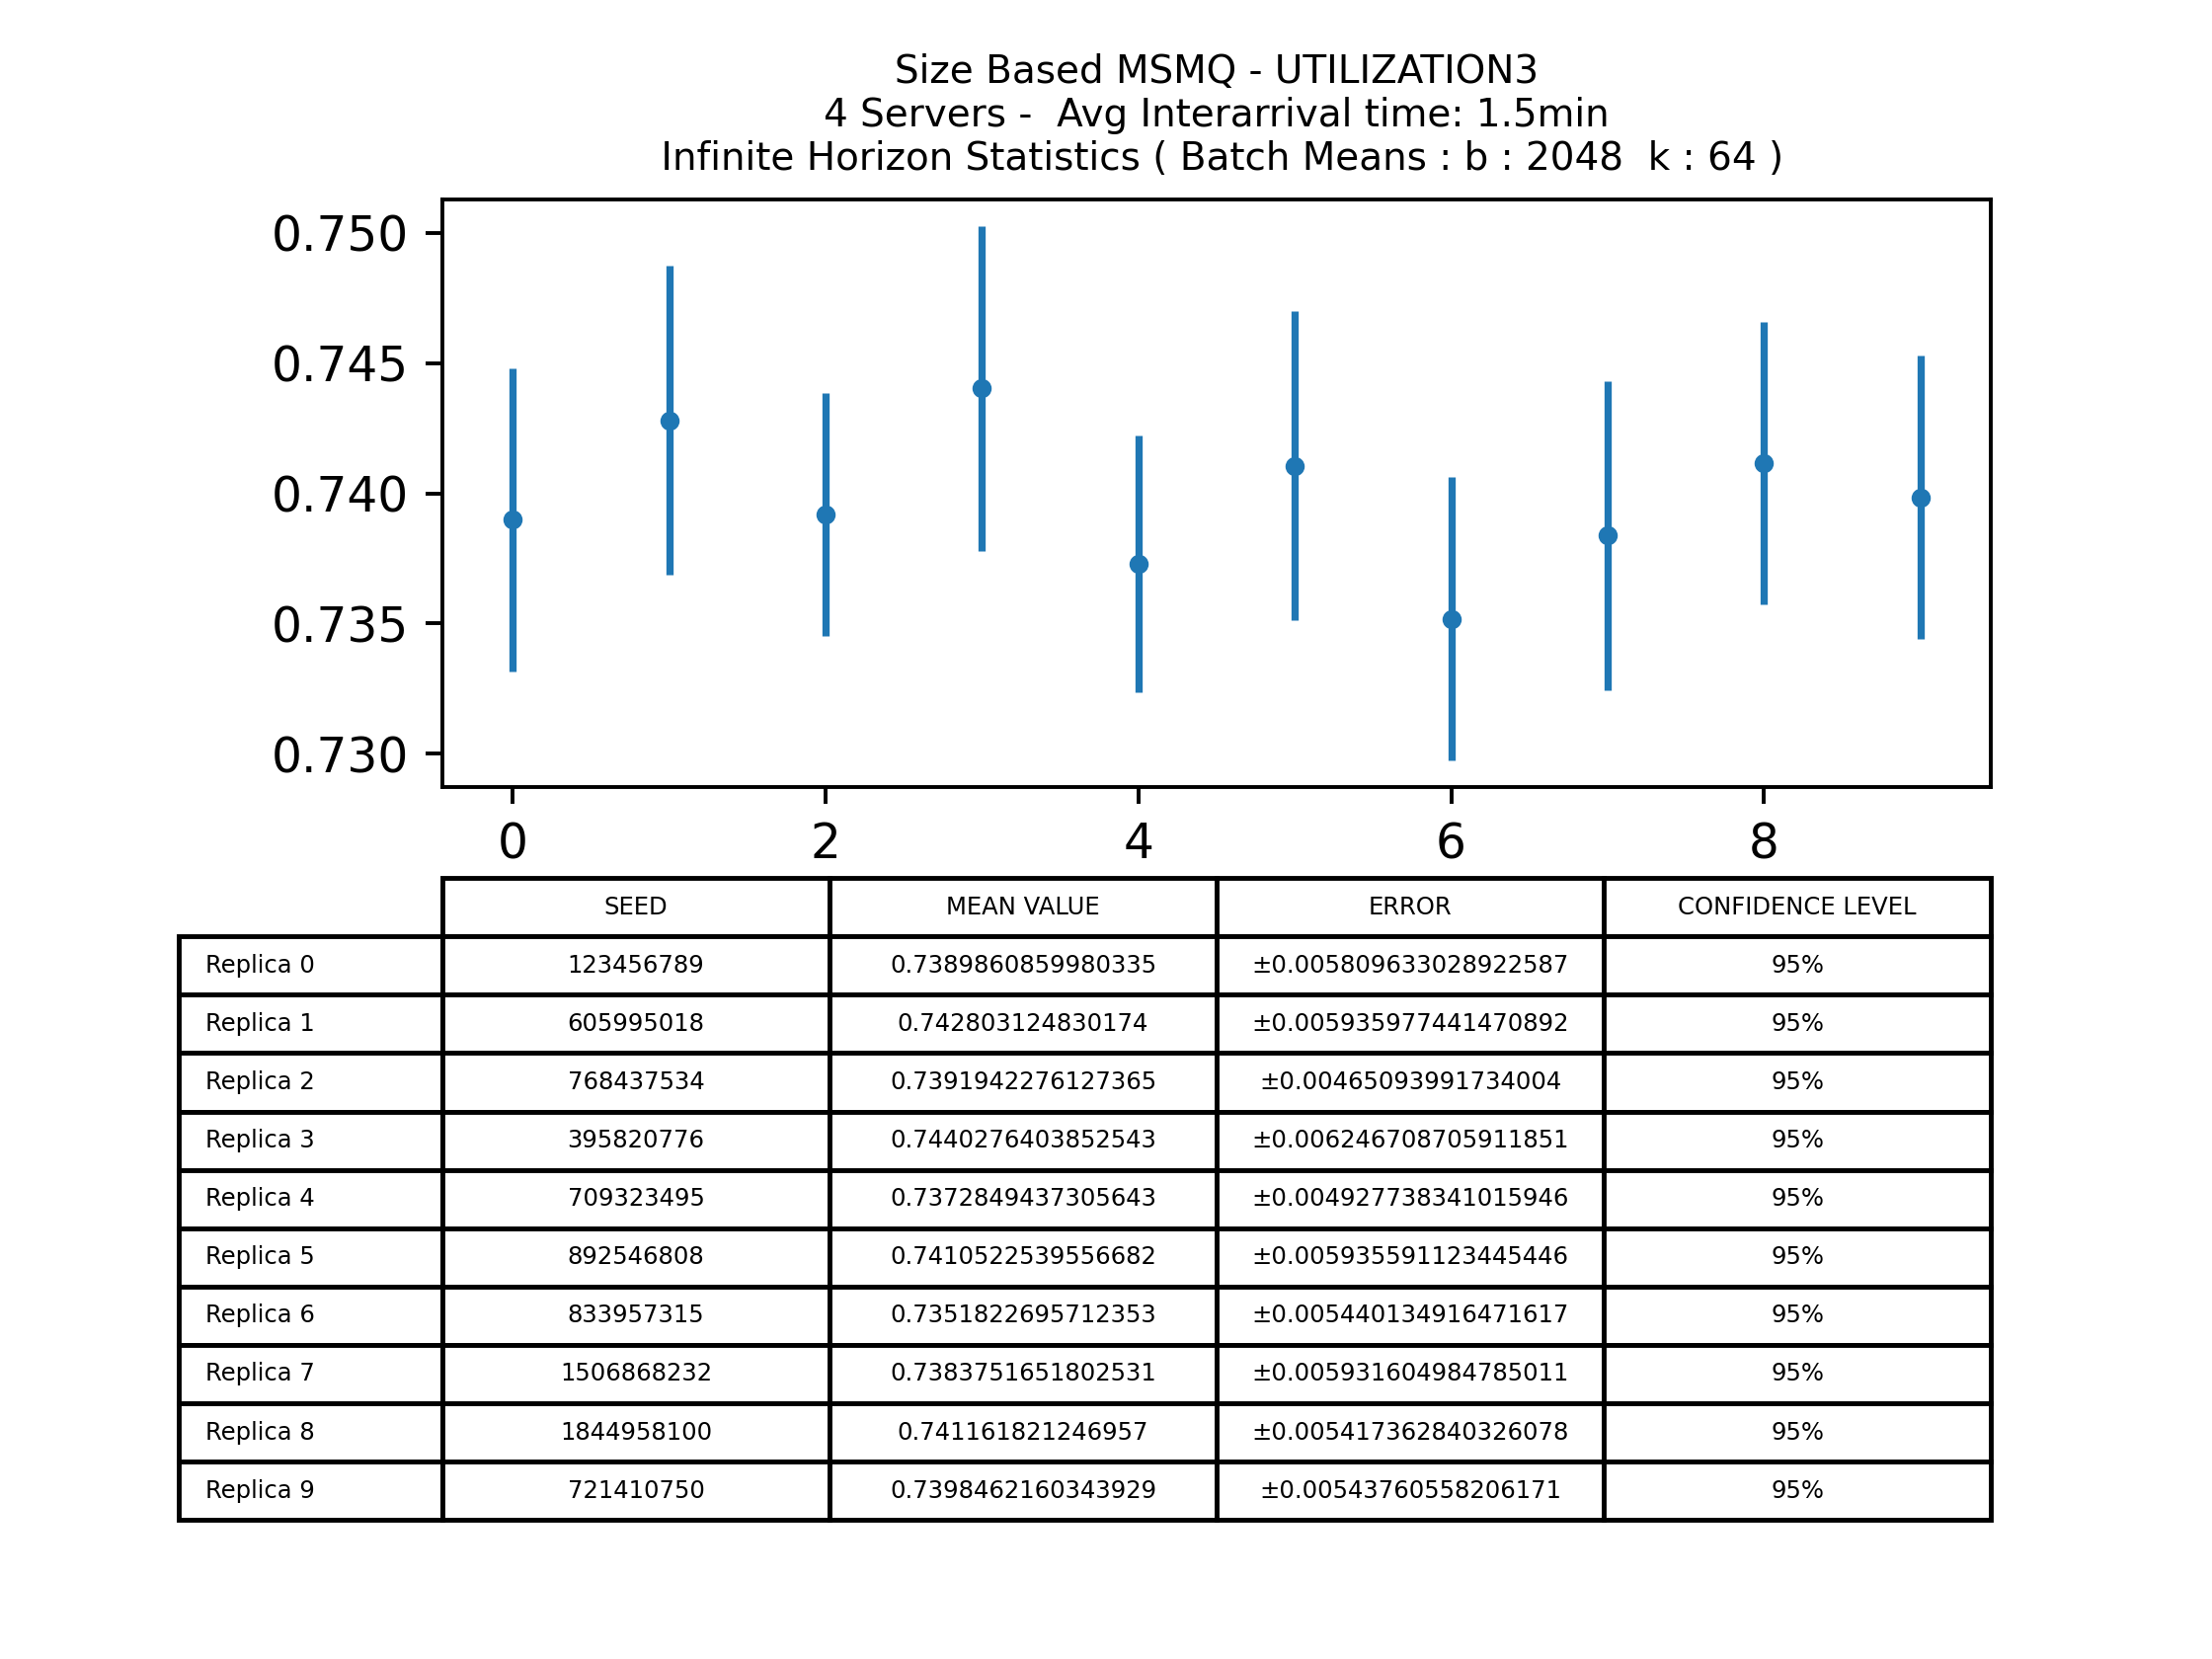 Size Based MSMQ - UTILIZATION3
4 Servers -  Avg Interarrival time: 1.5min
Infinite Horizon Statistics ( Batch Means : b : 2048  k : 64 )
0.750
0.745
0.740
0.735
0.730
0 2 4 6 8
SEED MEAN VALUE ERROR CONFIDENCE LEVEL
Replica 0 123456789 0.7389860859980335 ±0.005809633028922587 95%
Replica 1 605995018 0.742803124830174 ±0.005935977441470892 95%
Replica 2 768437534 0.7391942276127365 ±0.00465093991734004 95%
Replica 3 395820776 0.7440276403852543 ±0.006246708705911851 95%
Replica 4 709323495 0.7372849437305643 ±0.004927738341015946 95%
Replica 5 892546808 0.7410522539556682 ±0.005935591123445446 95%
Replica 6 833957315 0.7351822695712353 ±0.005440134916471617 95%
Replica 7 1506868232 0.7383751651802531 ±0.005931604984785011 95%
Replica 8 1844958100 0.741161821246957 ±0.005417362840326078 95%
Replica 9 721410750 0.7398462160343929 ±0.00543760558206171 95%